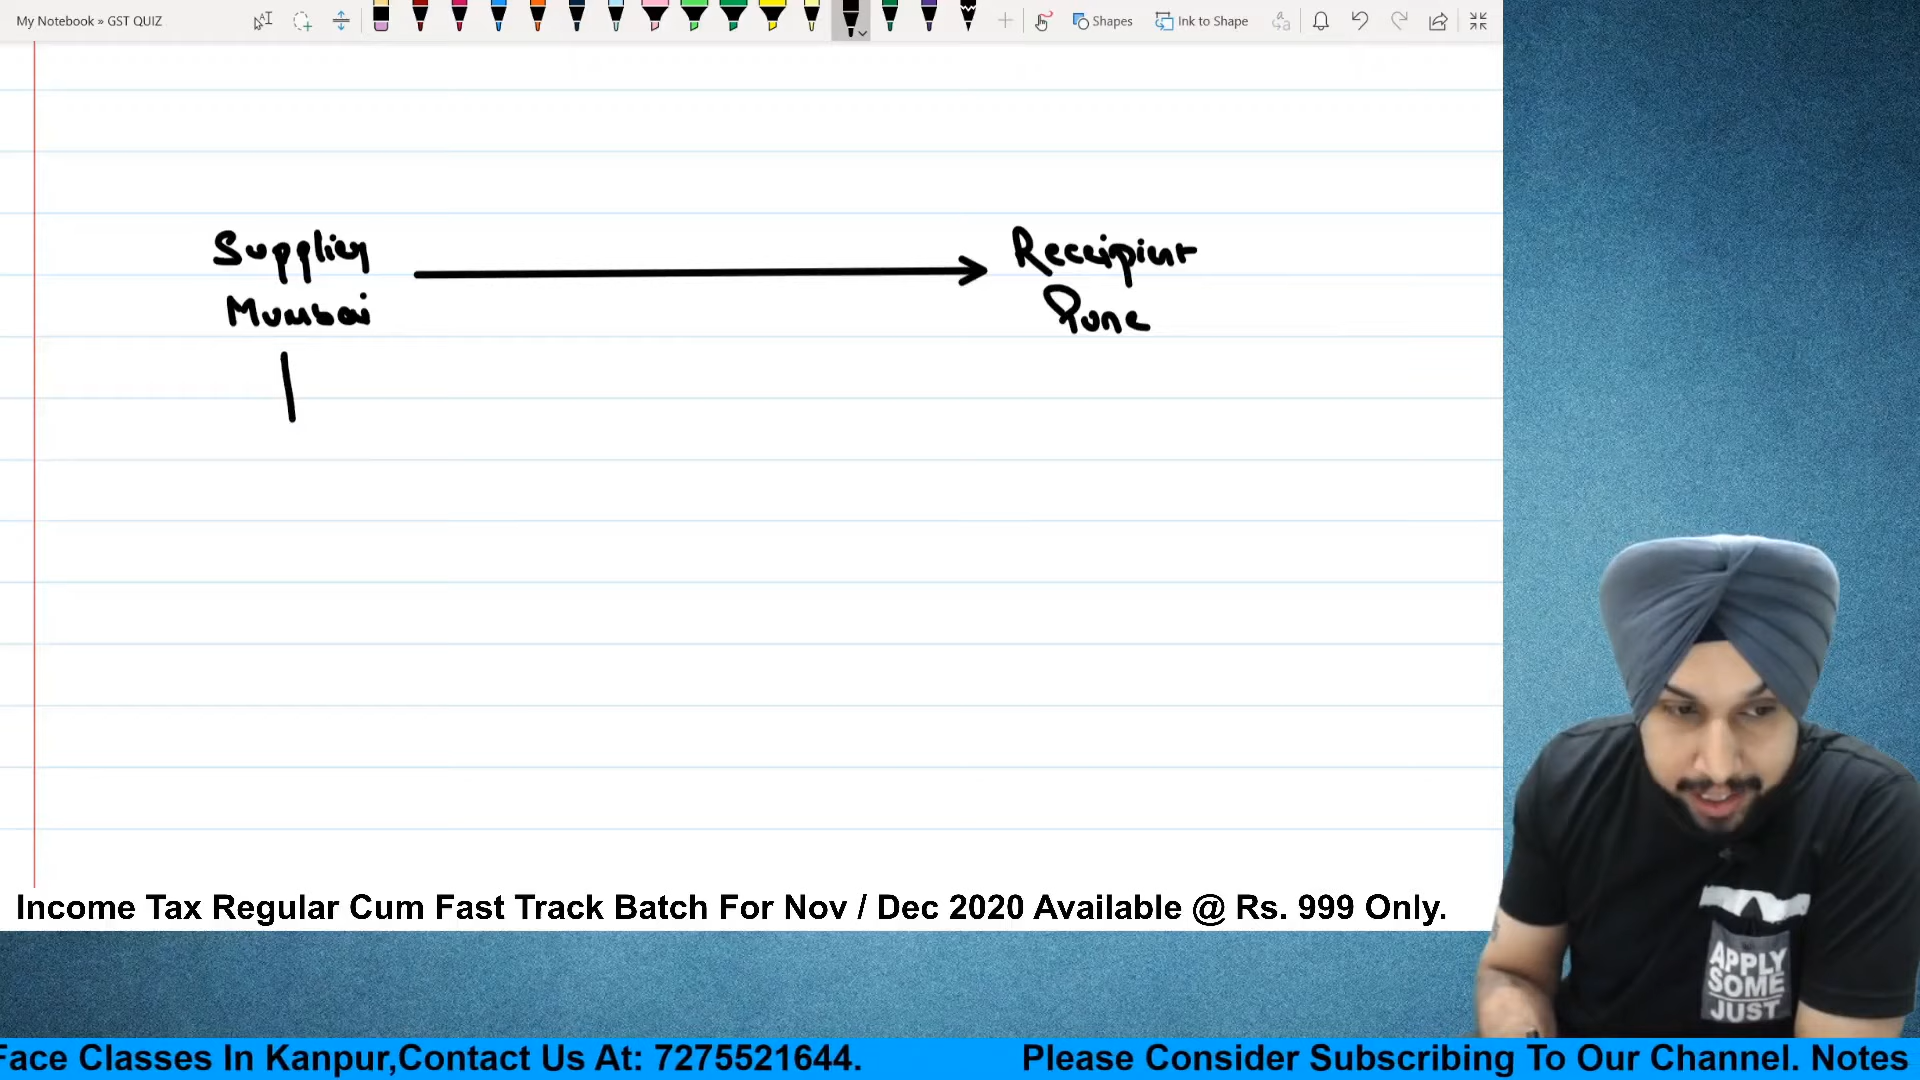 My Notebook » GST QUIZ
Shapes
Ink to Shape
Supplier
Receipient
Mumbai
Pune
Income Tax Regular Cum Fast Track Batch For Nov / Dec 2020 Available @ Rs. 999 Only.
APPLY
SOME
JUST
Face Classes In Kanpur,Contact Us At: 7275521644.
Please Consider Subscribing To Our Channel. Notes